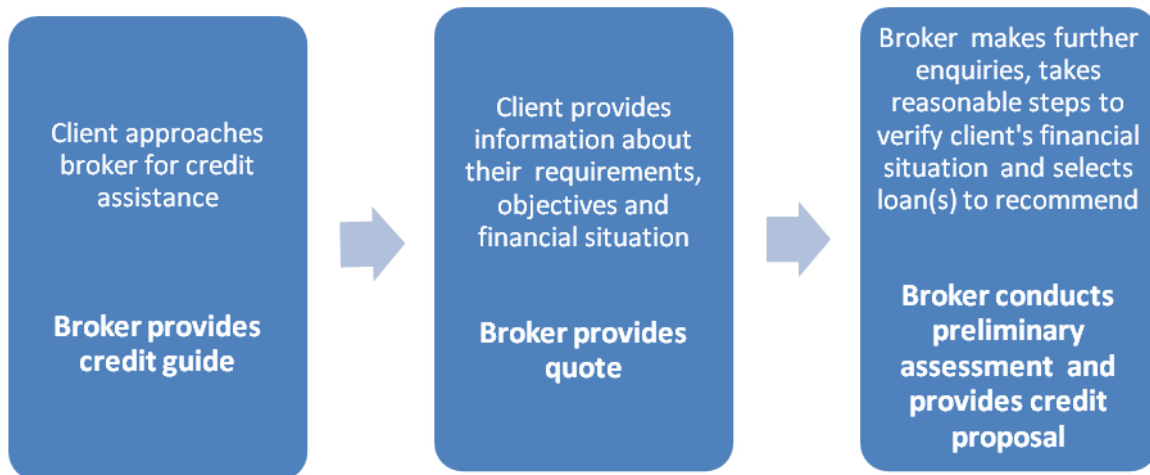 Client approaches
broker for credit
assistance
Broker provides
credit guide
Client provides
information about
their requirements,
objectives and
financial situation
Broker provides
quote
Broker makes further
enquiries, takes
reasonable steps to
verify client's financial
situation and selects
loan(s) to recommend
Broker conducts
preliminary
assessment and
provides credit
proposal